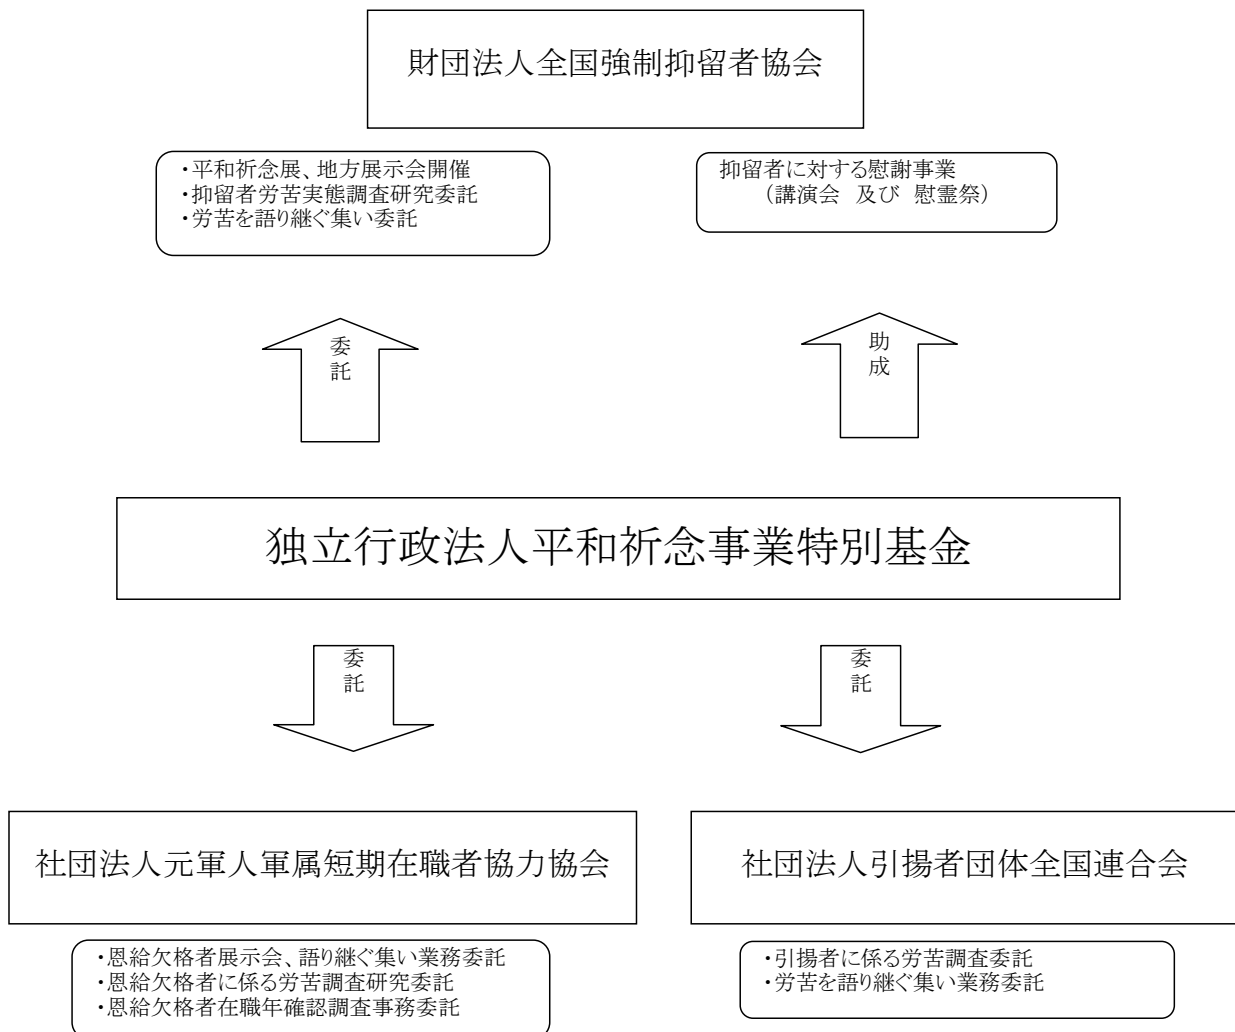 財団法人全国強制抑留者協会
・平和祈念展、地方展示会開催
・抑留者労苦実態調査研究委託
・労苦を語り継ぐ集い委託
抑留者に対する慰謝事業
（講演会　及び　慰霊祭）
委託
助成
独立行政法人平和祈念事業特別基金
委託
委託
社団法人元軍人軍属短期在職者協力協会
・恩給欠格者展示会、語り継ぐ集い業務委託
・恩給欠格者に係る労苦調査研究委託
・恩給欠格者在職年確認調査事務委託
社団法人引揚者団体全国連合会
・引揚者に係る労苦調査委託
・労苦を語り継ぐ集い業務委託